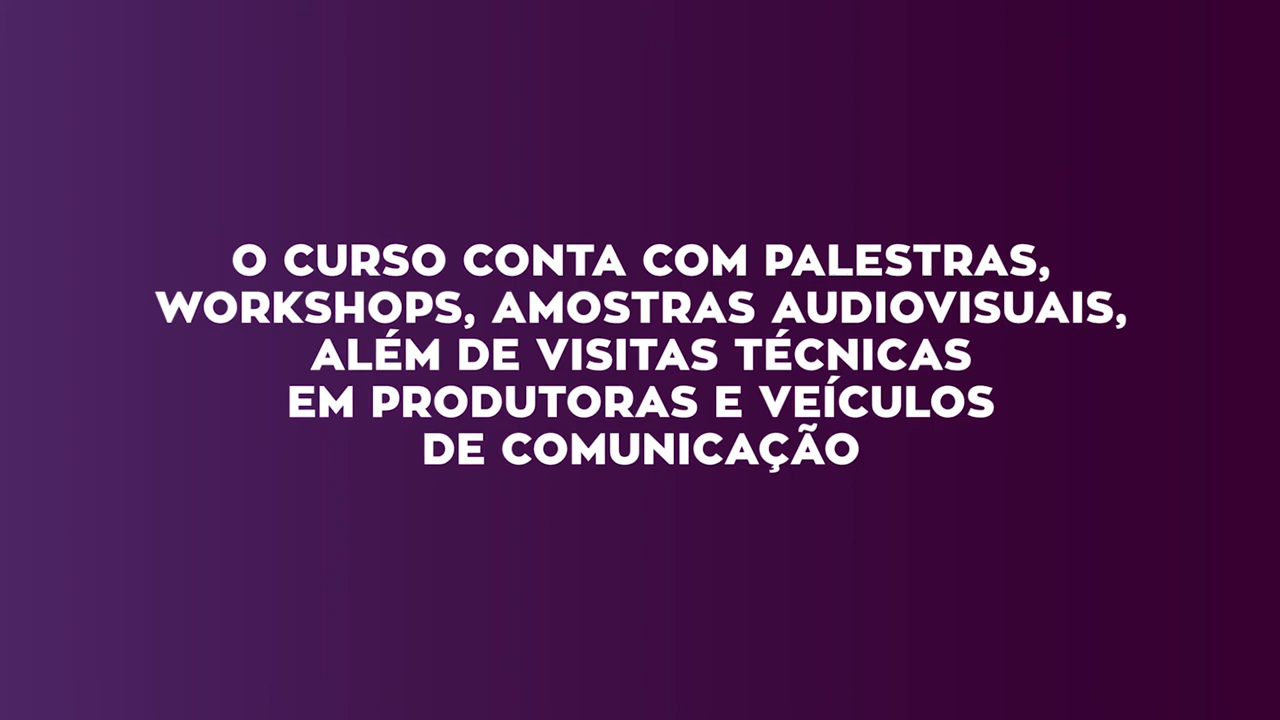 O CURSO CONTA COM PALESTRAS,
WORKSHOPS, AMOSTRAS AUDIOVISUAIS,
ALÉM DE VISITAS TÉCNICAS
EM PRODUTORAS E VEÍCULOS
DE COMUNICAÇÃO